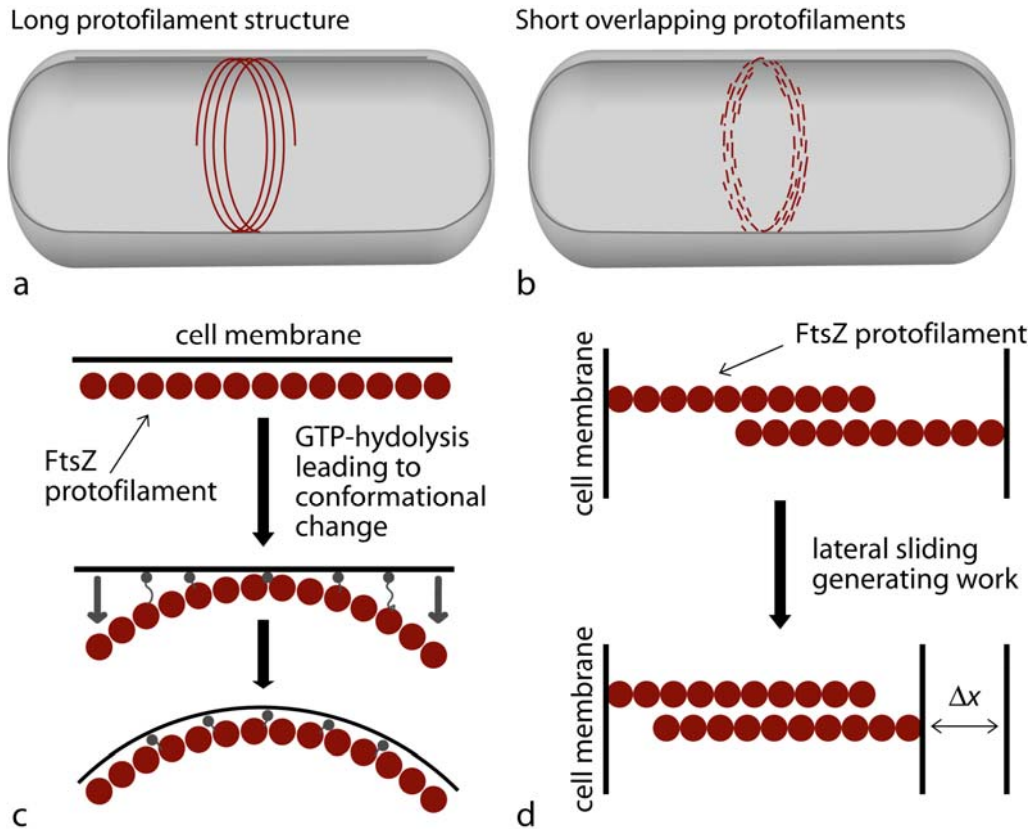 Long protofilament structure
Short overlapping protofilaments
a
b
cell membrane
FtsZ
protofilament
GTP-hydolysis
leading to
conformational
change
c
FtsZ protofilament
cell membrane
lateral sliding
generating work
cell membrane
Δx
d